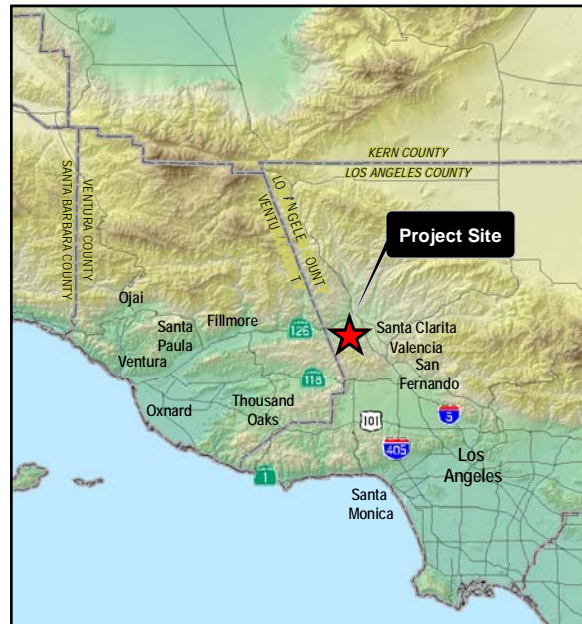 KERN COUNTY
LOS ANGELES COUNTY
SANTA BARBARA COUNTY
VENTURA COUNTY
Project Site
Ojai
Santa
Paula
Fillmore
126
Santa Clarita
Valencia
San
Fernando
Ventura
118
Oxnard
Thousand
Oaks
101
5
405
Los
Angeles
1
Santa
Monica